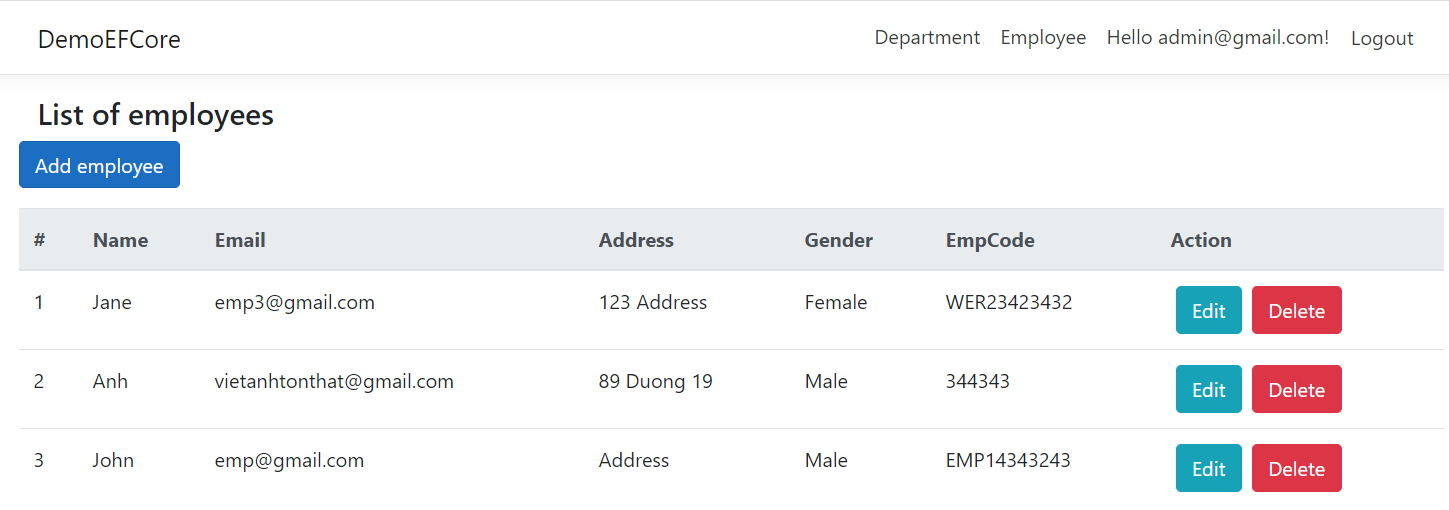 DemoEFCore Department Employee Hello admin@gmail.com! Logout
List of employees
Add employee
# Name Email Address Gender EmpCode Action
1 Jane emp3@gmail.com 123 Address Female WER23423432 Edit Delete
2 Anh vietanhtonthat@gmail.com 89 Duong 19 Male 344343 Edit Delete
3 John emp@gmail.com Address Male EMP14343243 Edit Delete